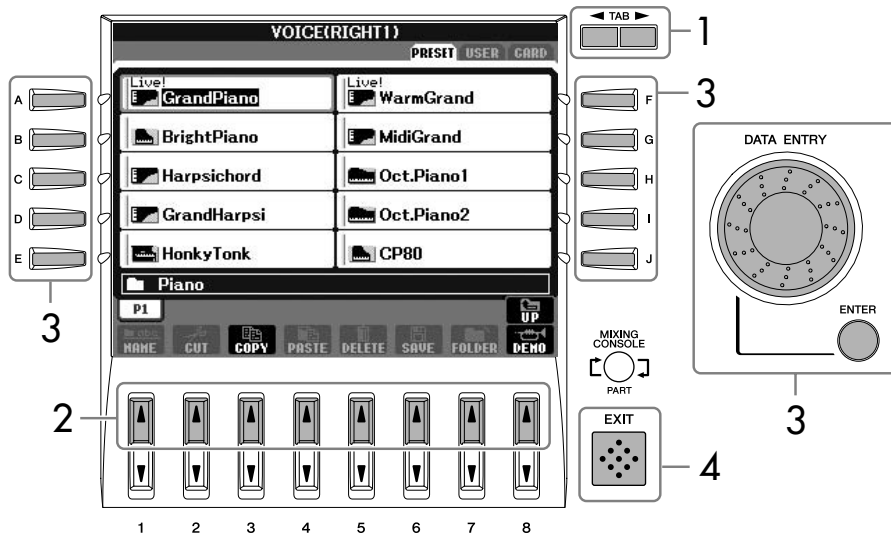 VOICE(RIGHT1)
PRESET USER CARD
◄ TAB ►
1
Live!
GrandPiano
Live!
WarmGrand
BrightPiano
MidiGrand
Harpsichord
Oct.Piano1
GrandHarpsi
Oct.Piano2
HonkyTonk
CP80
Piano
P1
UP
abc
NAME CUT COPY PASTE DELETE SAVE FOLDER DEMO
A
B
C
D
E
3
F
G
H
I
J
3
DATA ENTRY
ENTER
3
MIXING
CONSOLE
PART
2
EXIT
4
1 2 3 4 5 6 7 8